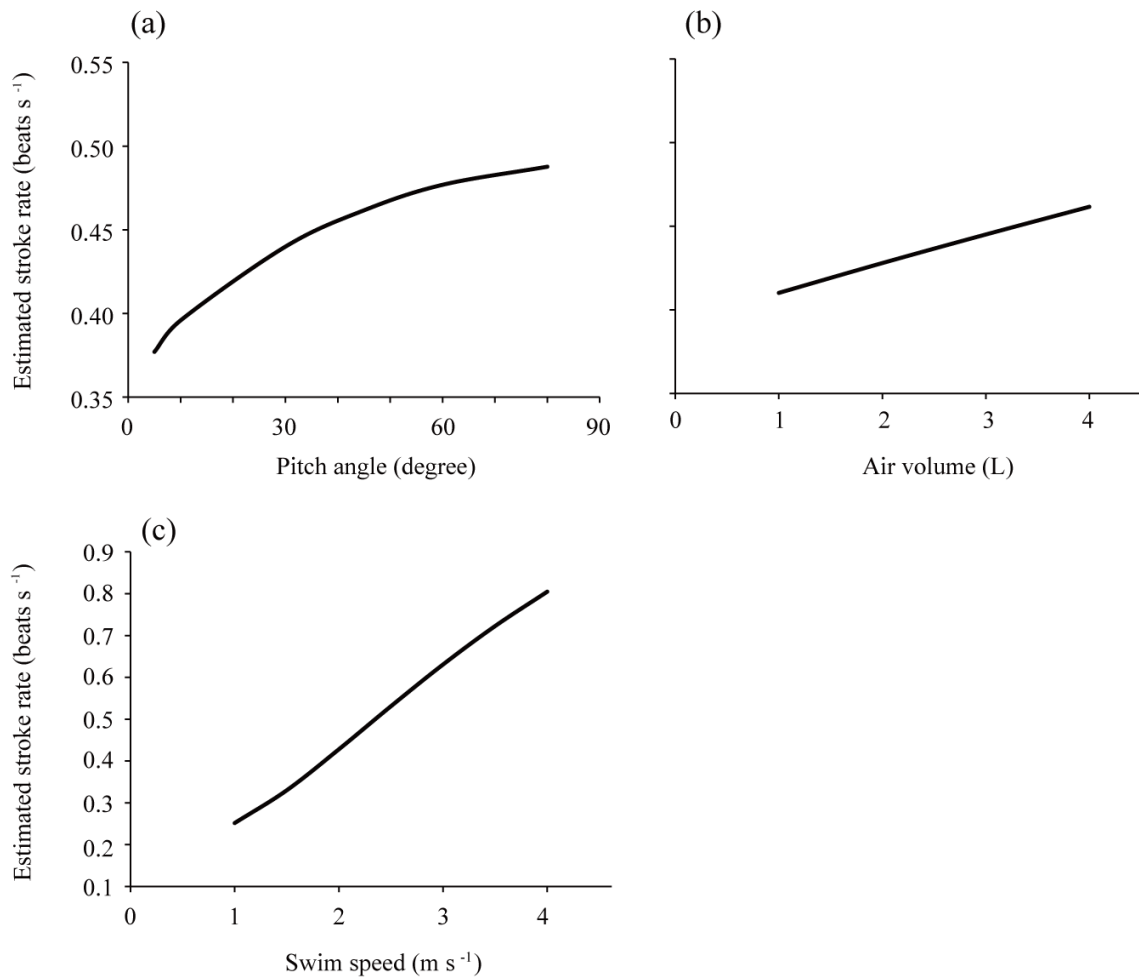 (a)
Estimated stroke rate (beats s⁻¹)
0.55
0.50
0.45
0.40
0.35
0 30 60 90
Pitch angle (degree)
(b)
0 1 2 3 4
Air volume (L)
(c)
Estimated stroke rate (beats s⁻¹)
0.9
0.8
0.7
0.6
0.5
0.4
0.3
0.2
0.1
0 1 2 3 4
Swim speed (m s⁻¹)